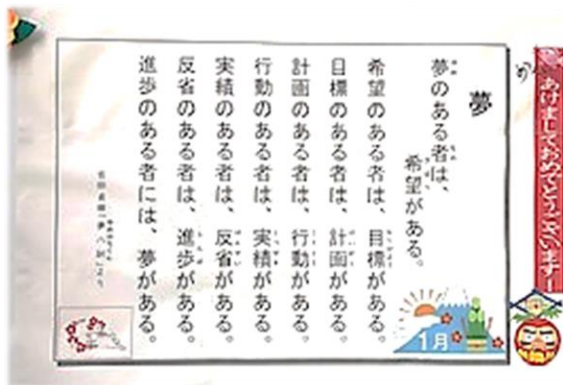 あけましておめでとうございます!
夢
夢のある者は、
希望がある。
希望のある者は、目標がある。
目標のある者は、計画がある。
計画のある者は、行動がある。
行動のある者は、実績がある。
実績のある者は、反省がある。
反省のある者は、進歩がある。
進歩のある者には、夢がある。
1月